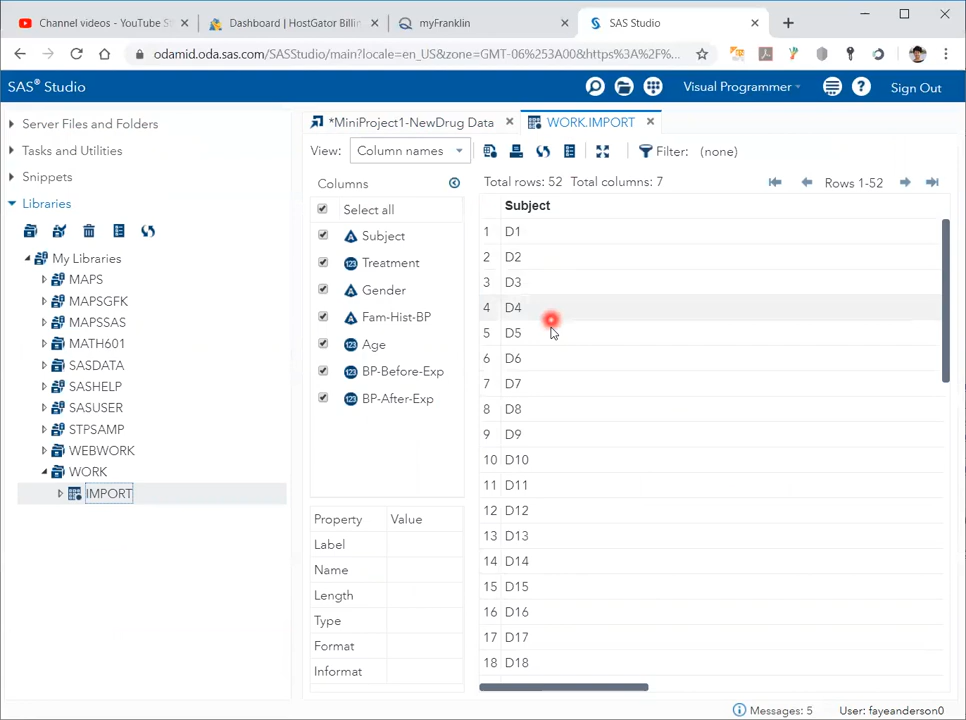 Channel videos - YouTube St
Dashboard | HostGator Billin
myFranklin
SAS Studio
odamid.oda.sas.com/SASStudio/main?locale=en_US&zone=GMT-06%253A00&https%3A%2F%...
SAS® Studio
Visual Programmer
Sign Out
Server Files and Folders
Tasks and Utilities
Snippets
Libraries
My Libraries
MAPS
MAPSGFK
MAPSSAS
MATH601
SASDATA
SASHELP
SASUSER
STPSAMP
WEBWORK
WORK
IMPORT
*MiniProject1-NewDrug Data
WORK.IMPORT
View: Column names
Filter: (none)
Columns
Total rows: 52 Total columns: 7
Rows 1-52
Select all
Subject
Treatment
Gender
Fam-Hist-BP
Age
BP-Before-Exp
BP-After-Exp
Property Value
Label
Name
Length
Type
Format
Informat
Subject
1 D1
2 D2
3 D3
4 D4
5 D5
6 D6
7 D7
8 D8
9 D9
10 D10
11 D11
12 D12
13 D13
14 D14
15 D15
16 D16
17 D17
18 D18
Messages: 5
User: fayeanderson0